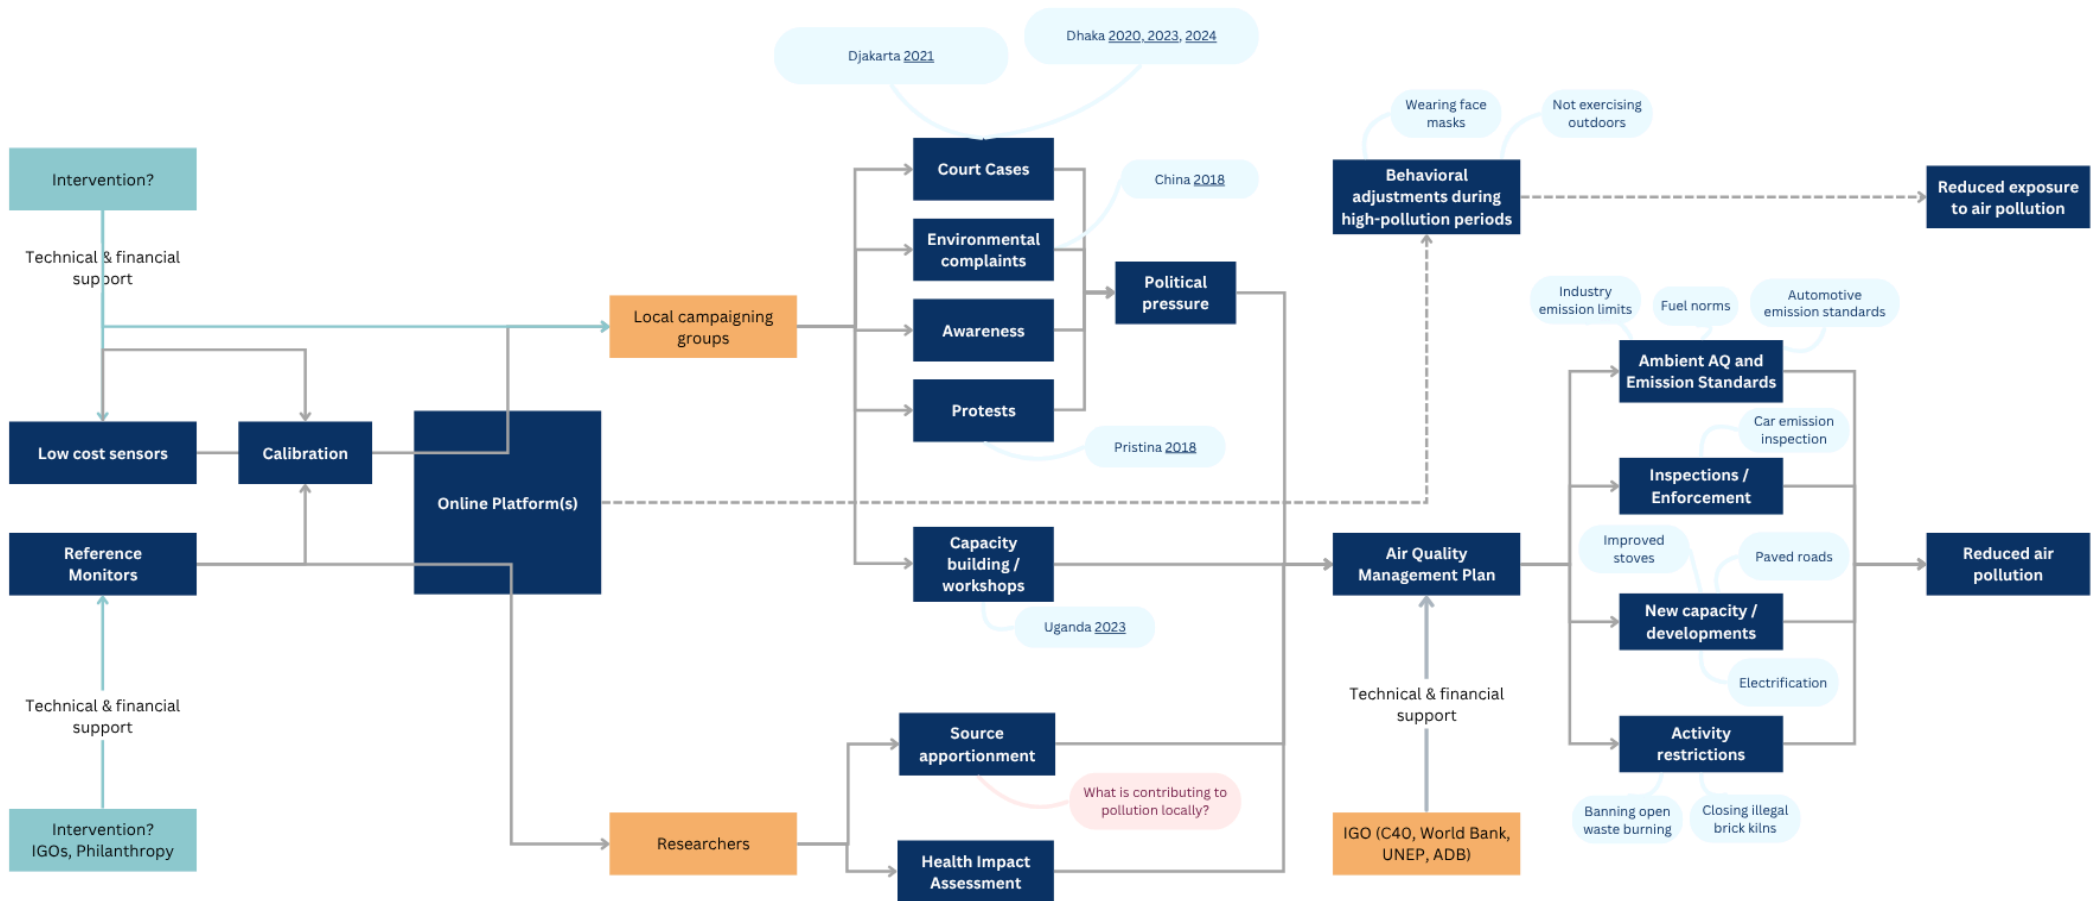 Intervention?
Technical & financial
support
Low cost sensors
Calibration
Reference
Monitors
Online Platform(s)
Technical & financial
support
Intervention?
IGOs, Philanthropy
Local campaigning
groups
Researchers
Djakarta 2021
Dhaka 2020, 2023, 2024
Court Cases
China 2018
Environmental
complaints
Awareness
Protests
Pristina 2018
Political
pressure
Capacity
building /
workshops
Uganda 2023
Source
apportionment
What is contributing to
pollution locally?
Health Impact
Assessment
Wearing face
masks
Not exercising
outdoors
Behavioral
adjustments during
high-pollution periods
Reduced exposure
to air pollution
Air Quality
Management Plan
Technical & financial
support
IGO (C40, World Bank,
UNEP, ADB)
Industry
emission limits
Fuel norms
Automotive
emission standards
Ambient AQ and
Emission Standards
Car emission
inspection
Inspections /
Enforcement
Improved
stoves
Paved roads
New capacity /
developments
Electrification
Activity
restrictions
Banning open
waste burning
Closing illegal
brick kilns
Reduced air
pollution